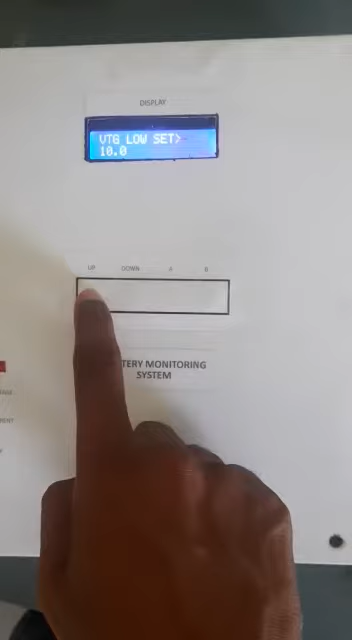 DISPLAY
VTG LOW SET>
10.0
UP DOWN A B
TERY MONITORING
SYSTEM